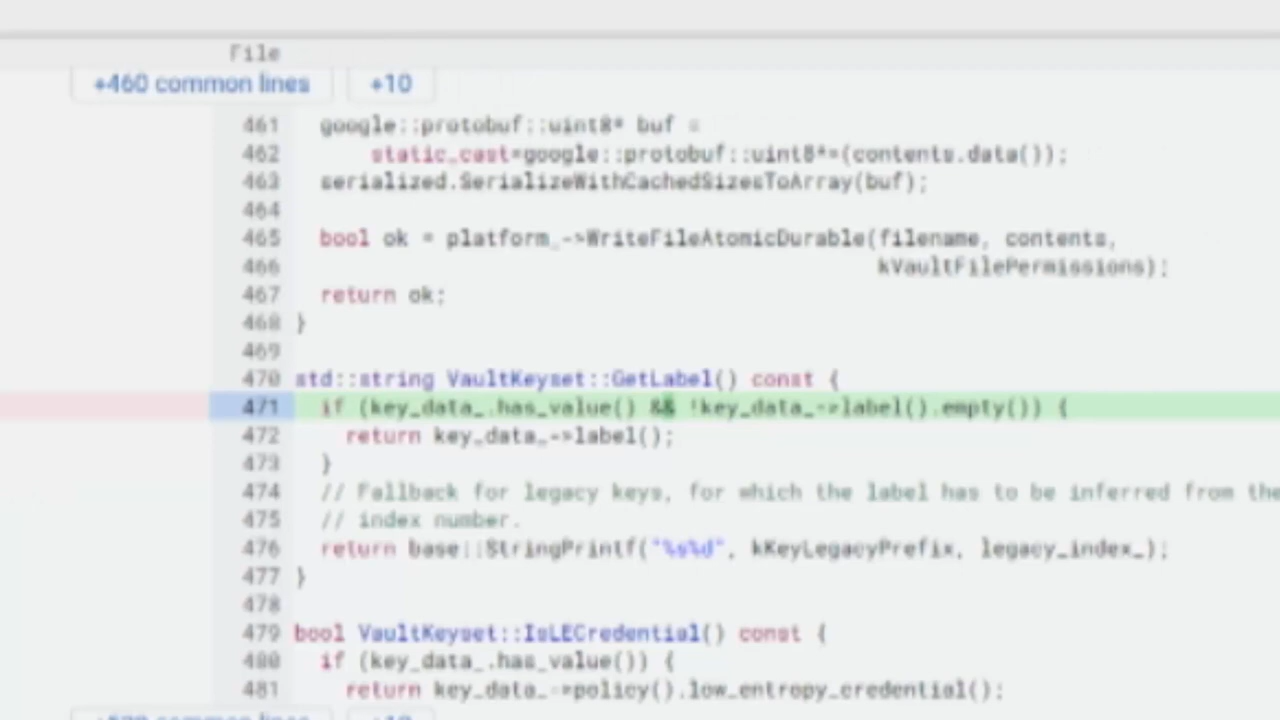 File
+460 common lines +10
461 google::protobuf::uint8* buf =
462 static_cast<google::protobuf::uint8*>(contents.data());
463 serialized.SerializeWithCachedSizesToArray(buf);
464
465 bool ok = platform_->WriteFileAtomicDurable(filename, contents,
466 kVaultFilePermissions);
467 return ok;
468 }
469
470 std::string VaultKeyset::GetLabel() const {
471 if (key_data_.has_value() && !key_data_->label().empty()) {
472 return key_data_->label();
473 }
474 // Fallback for legacy keys, for which the label has to be inferred from the
475 // index number.
476 return base::StringPrintf("%s%d", kKeyLegacyPrefix, legacy_index_);
477 }
478
479 bool VaultKeyset::IsLECredential() const {
480 if (key_data_.has_value()) {
481 return key_data_->policy().low_entropy_credential();
common lines +10